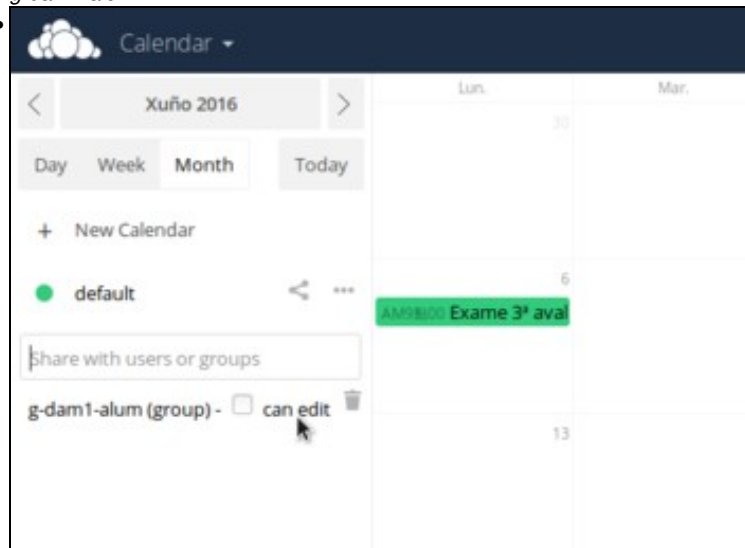 Calendar
Xuño 2016
Lun.
Mar.
30
Day Week Month Today
+ New Calendar
default
6
Exame 3ª aval
Share with users or groups
g-dam1-alum (group) - can edit
13